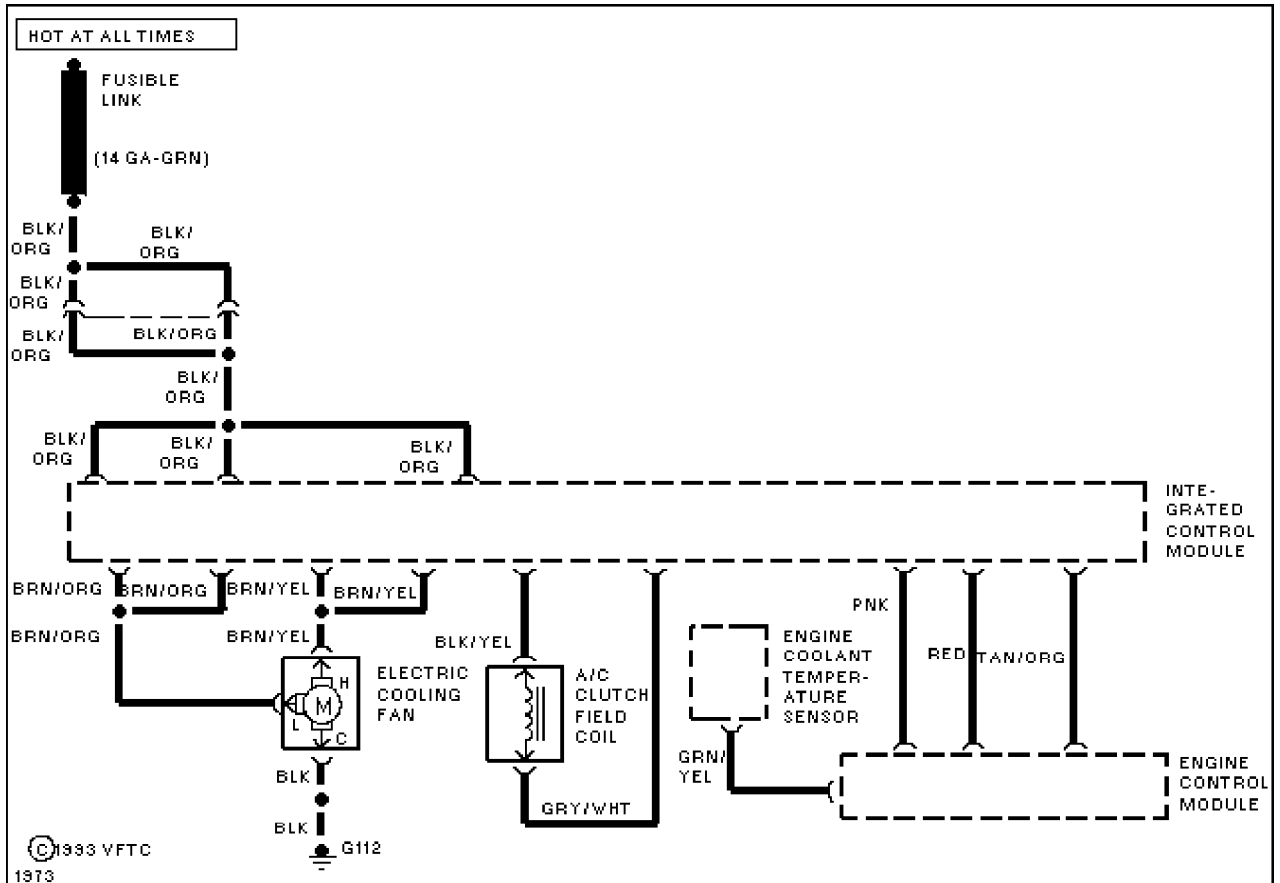 HOT AT ALL TIMES
FUSIBLE
LINK
(14 GA-GRN)
BLK/
ORG
BLK/
ORG
BLK/
ORG
BLK/
ORG
BLK/ORG
BLK/
ORG
BLK/
ORG
BLK/
ORG
BLK/
ORG
INTE-
GRATED
CONTROL
MODULE
BRN/ORG
BRN/ORG
BRN/YEL
BRN/YEL
BRN/ORG
BRN/YEL
BLK/YEL
PNK
RED
TAN/ORG
ELECTRIC
COOLING
FAN
H
M
L
C
A/C
CLUTCH
FIELD
COIL
ENGINE
COOLANT
TEMPER-
ATURE
SENSOR
GRN/
YEL
ENGINE
CONTROL
MODULE
BLK
GRY/WHT
BLK
G112
©1993 VFTC
1973